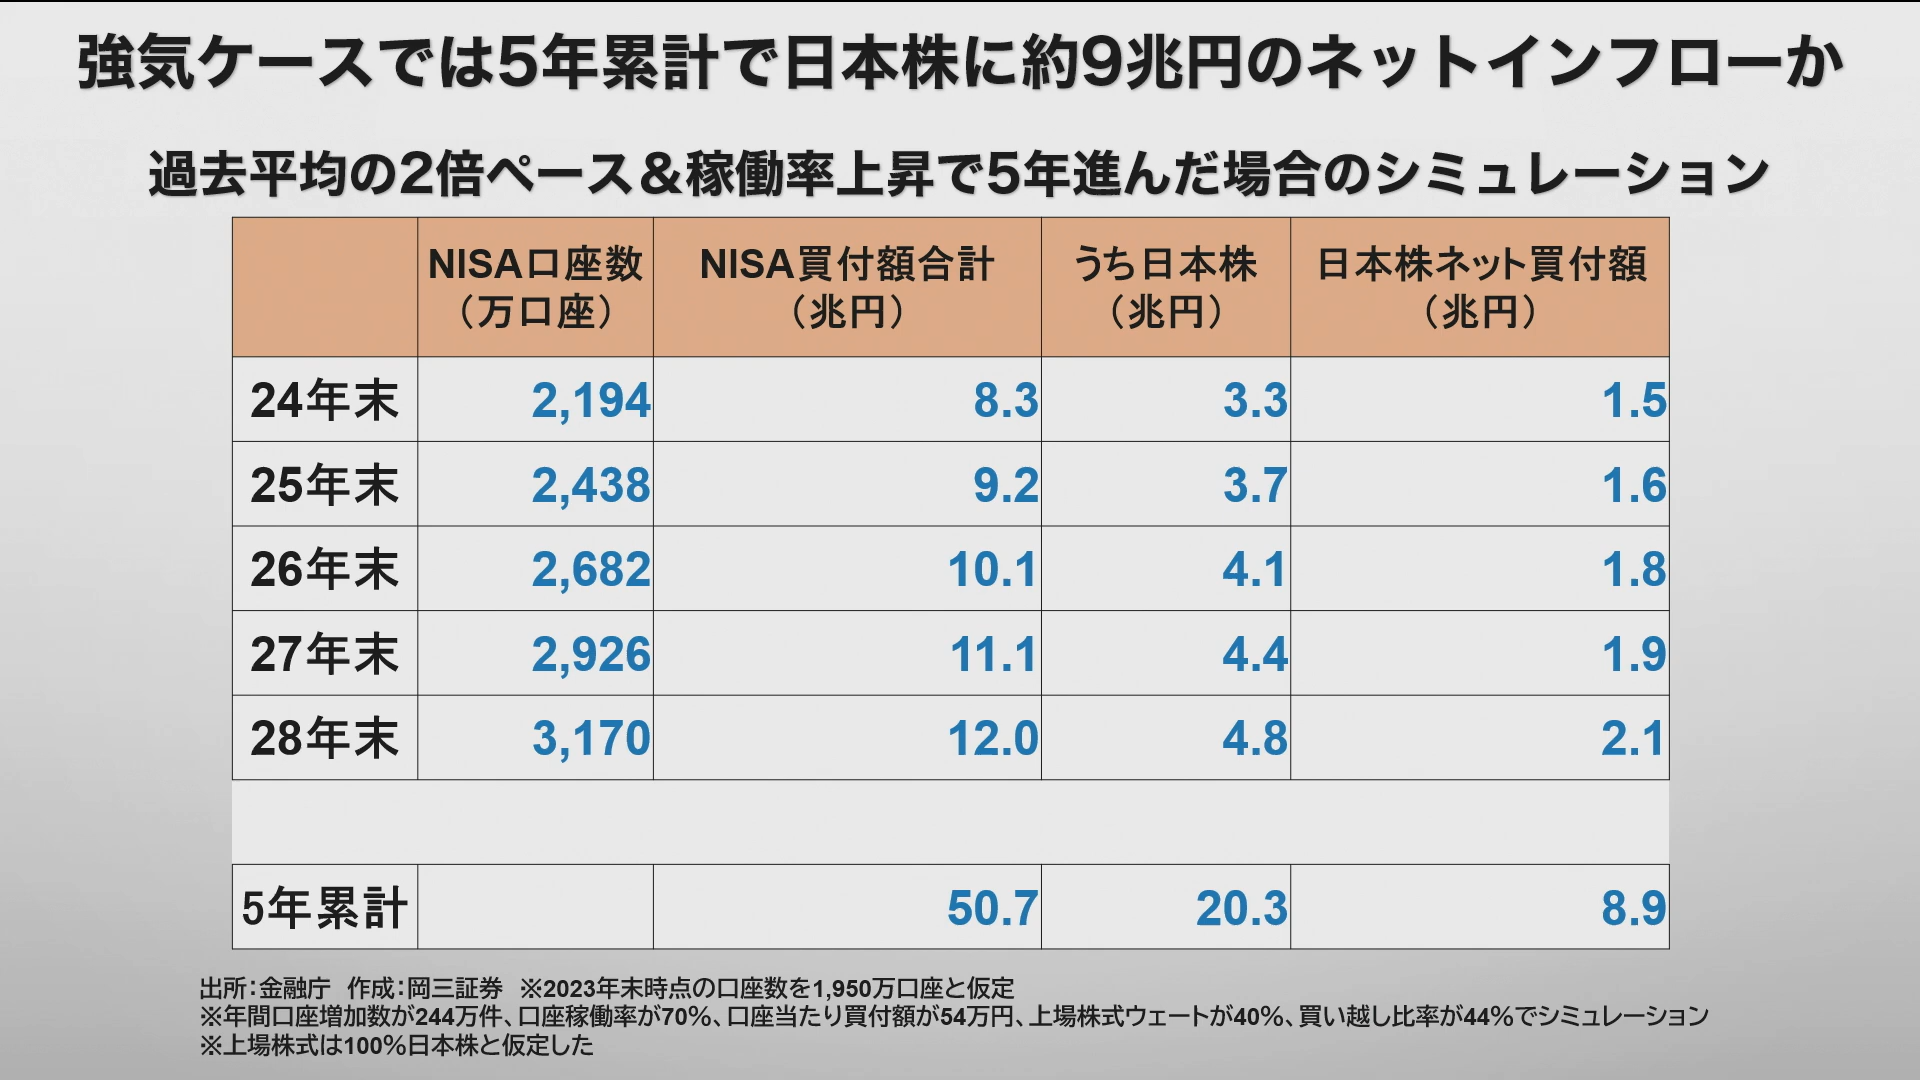 強気ケースでは5年累計で日本株に約9兆円のネットインフローか
過去平均の2倍ペース＆稼働率上昇で5年進んだ場合のシミュレーション
NISA口座数 NISA買付額合計 うち日本株 日本株ネット買付額
（万口座） （兆円） （兆円） （兆円）
24年末 2,194 8.3 3.3 1.5
25年末 2,438 9.2 3.7 1.6
26年末 2,682 10.1 4.1 1.8
27年末 2,926 11.1 4.4 1.9
28年末 3,170 12.0 4.8 2.1
5年累計 50.7 20.3 8.9
出所：金融庁　作成：岡三証券　※2023年末時点の口座数を1,950万口座と仮定
※年間口座増加数が244万件、口座稼働率が70％、口座当たり買付額が54万円、上場株式ウェートが40％、買い越し比率が44％でシミュレーション
※上場株式は100％日本株と仮定した